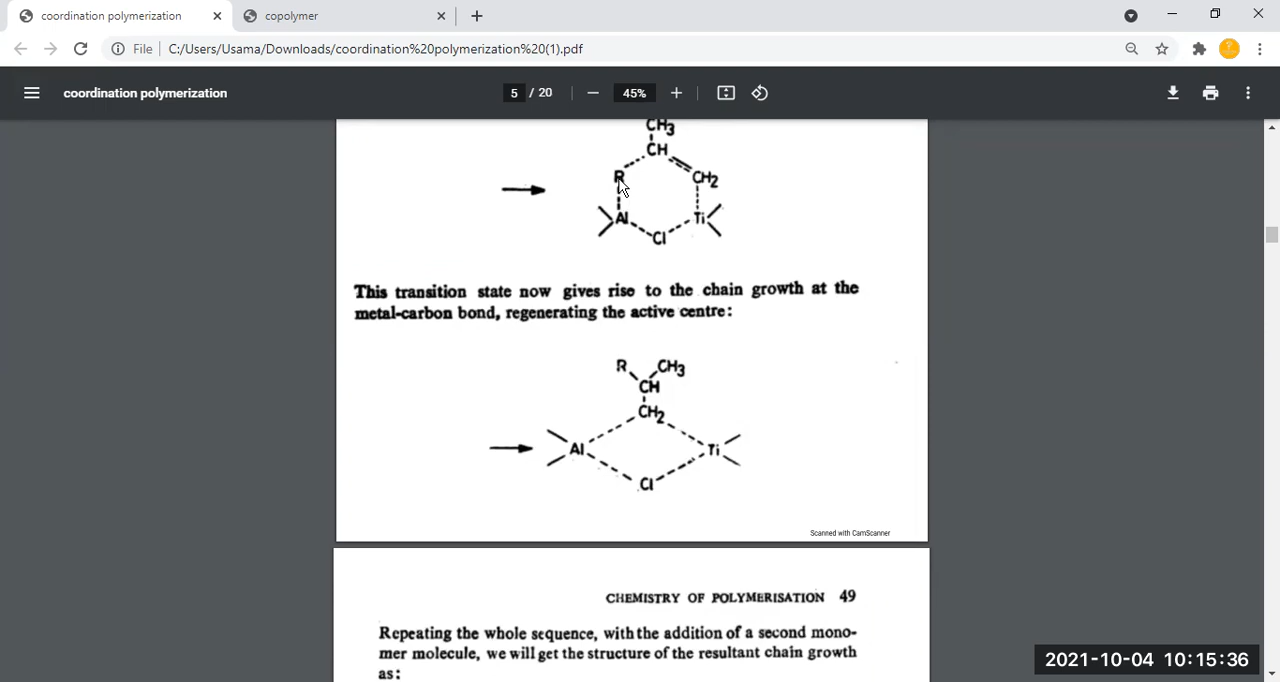 coordination polymerization
copolymer
File
C:/Users/Usama/Downloads/coordination%20polymerization%20(1).pdf
?
coordination polymerization
5 / 20
45%
CH3
CH
R
CH2
Al
Ti
Cl
This transition state now gives rise to the chain growth at the
metal-carbon bond, regenerating the active centre:
R CH3
CH
CH2
Al Ti
Cl
Scanned with CamScanner
CHEMISTRY OF POLYMERISATION 49
Repeating the whole sequence, with the addition of a second mono-
mer molecule, we will get the structure of the resultant chain growth
as:
2021-10-04 10:15:36